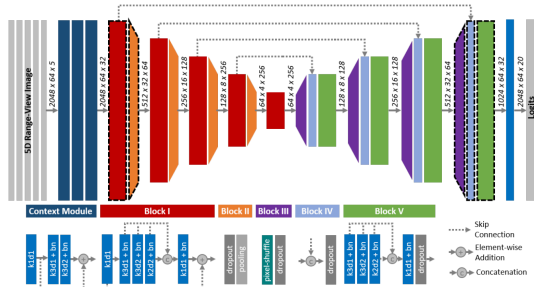 5D Range-View Image
2048 x 64 x 5
2048 x 64 x 32
512 x 32 x 64
256 x 16 x 128
128 x 8 x 256
64 x 4 x 256
64 x 4 x 256
128 x 8 x 128
256 x 16 x 128
512 x 32 x 64
1024 x 64 x 32
2048 x 64 x 20
Logits
Context Module
Block I
Block II
Block III
Block IV
Block V
k1d1
k3d1 + bn
k3d2 + bn
k1d1
k3d1 + bn
k3d2 + bn
k2d2 + bn
c
k1d1 + bn
dropout
pooling
pixel-shuffle
dropout
c
dropout
k3d1 + bn
k3d2 + bn
k2d2 + bn
c
k1d1 + bn
dropout
Skip
Connection
Element-wise
Addition
c
Concatenation